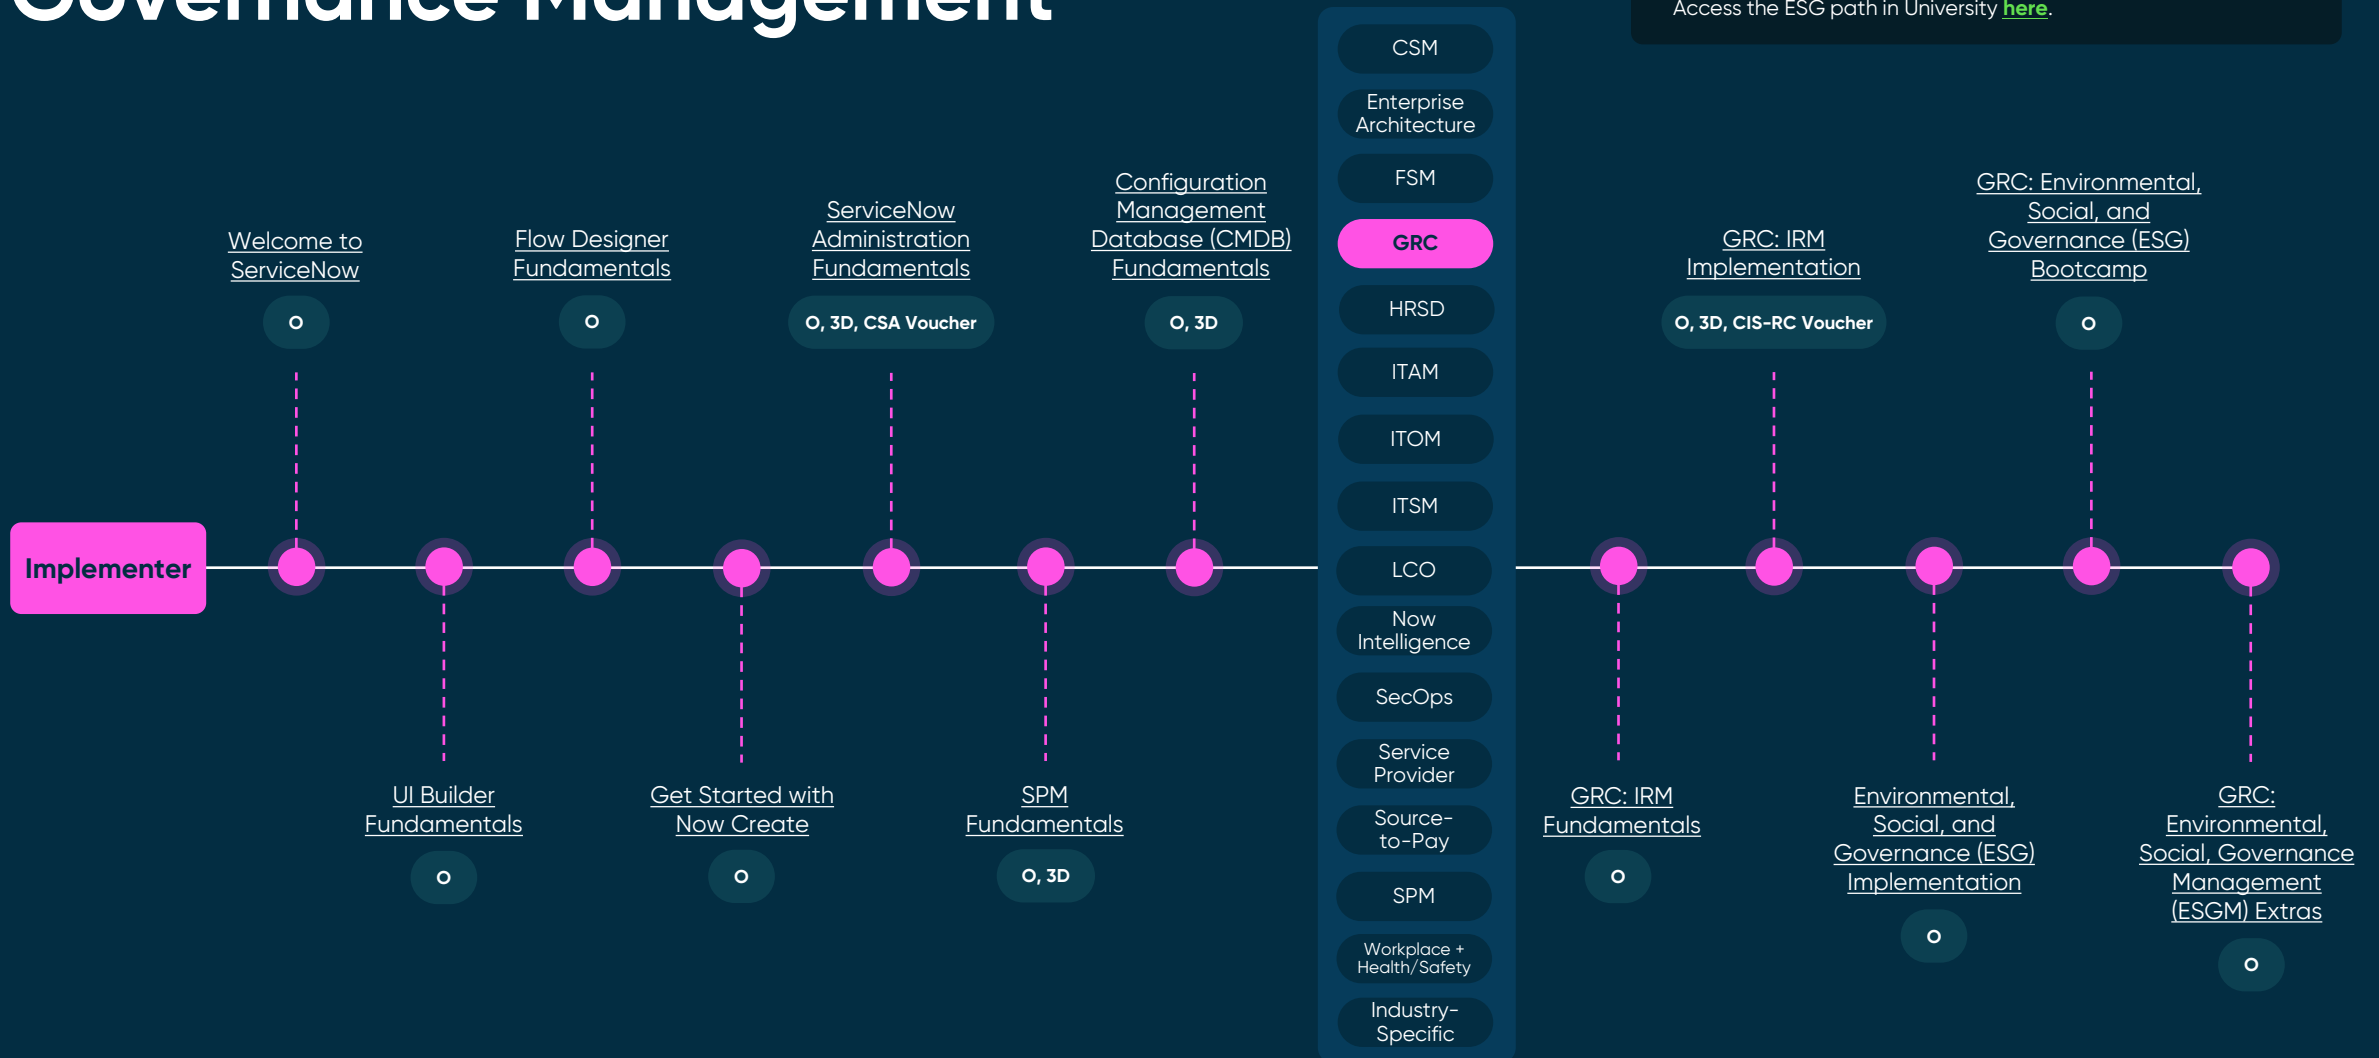 Governance Management
Access the ESG path in University here.
Implementer
Welcome to
ServiceNow
O
UI Builder
Fundamentals
O
Flow Designer
Fundamentals
O
Get Started with
Now Create
O
ServiceNow
Administration
Fundamentals
O, 3D, CSA Voucher
SPM
Fundamentals
O, 3D
Configuration
Management
Database (CMDB)
Fundamentals
O, 3D
CSM
Enterprise
Architecture
FSM
GRC
HRSD
ITAM
ITOM
ITSM
LCO
Now
Intelligence
SecOps
Service
Provider
Source-
to-Pay
SPM
Workplace +
Health/Safety
Industry-
Specific
GRC: IRM
Fundamentals
O
GRC: IRM
Implementation
O, 3D, CIS-RC Voucher
Environmental,
Social, and
Governance (ESG)
Implementation
O
GRC: Environmental,
Social, and
Governance (ESG)
Bootcamp
O
GRC:
Environmental,
Social, Governance
Management
(ESGM) Extras
O